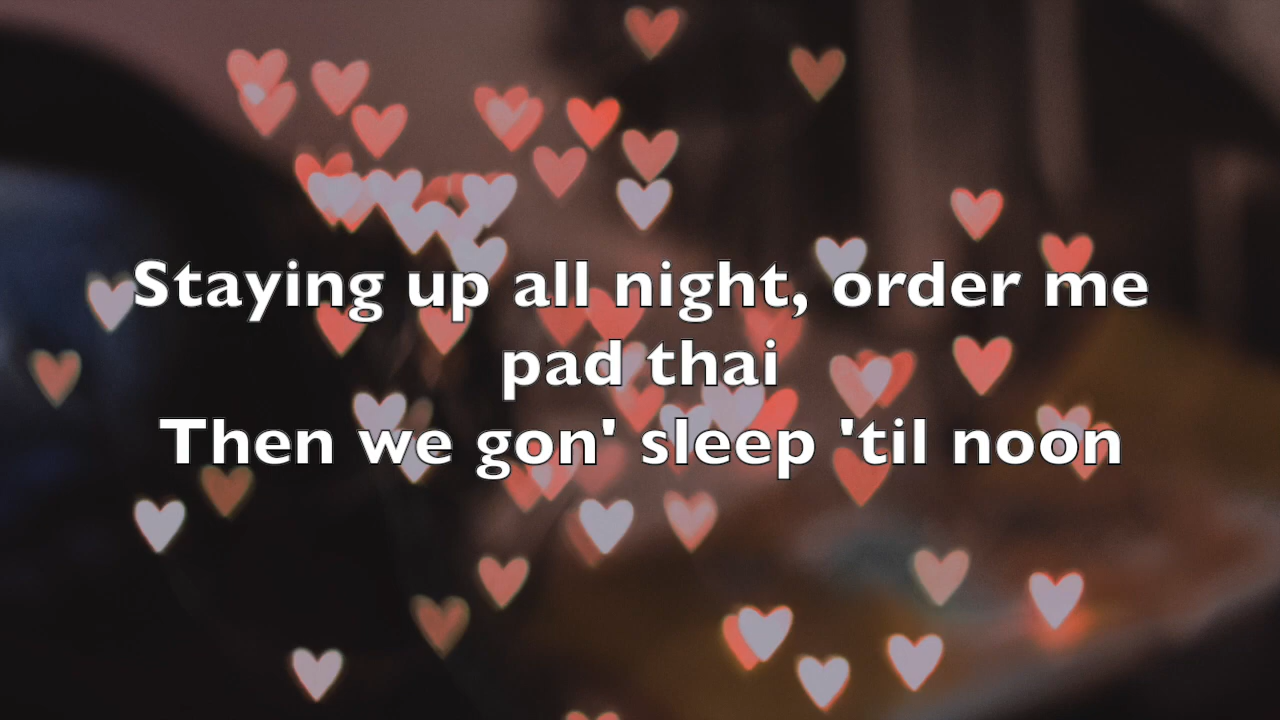 Staying up all night, order me
pad thai
Then we gon' sleep 'til noon